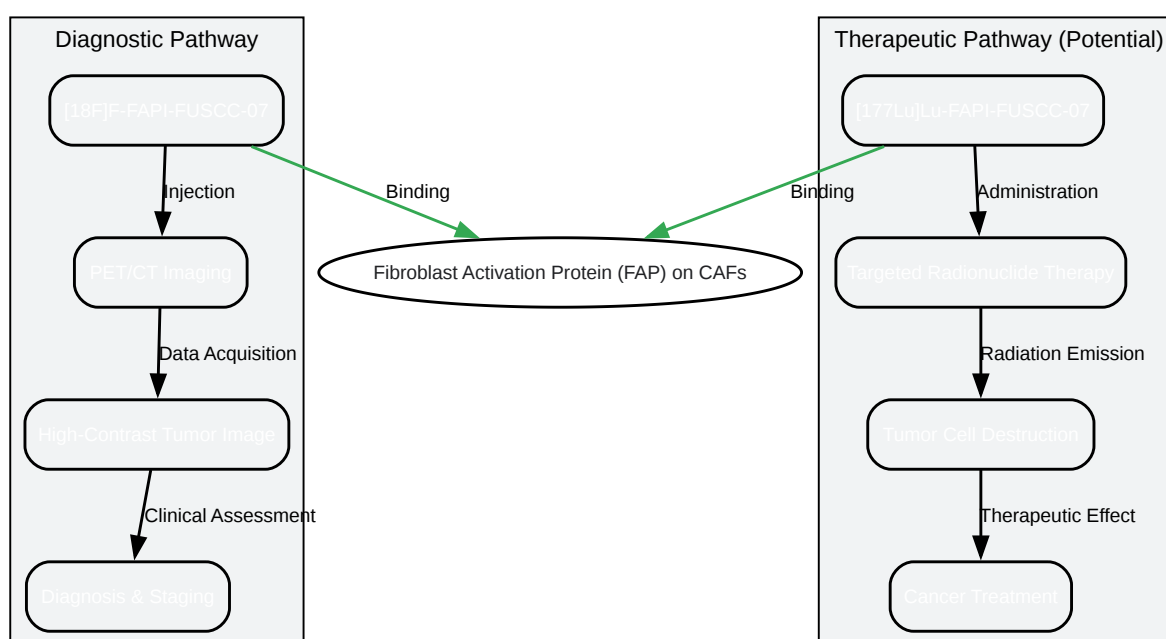 Diagnostic Pathway
[18F]F-FAPI-FUSCC-07
Injection
PET/CT Imaging
Data Acquisition
High-Contrast Tumor Image
Clinical Assessment
Diagnosis & Staging
Binding
Fibroblast Activation Protein (FAP) on CAFs
Binding
Therapeutic Pathway (Potential)
[177Lu]Lu-FAPI-FUSCC-07
Administration
Targeted Radionuclide Therapy
Radiation Emission
Tumor Cell Destruction
Therapeutic Effect
Cancer Treatment